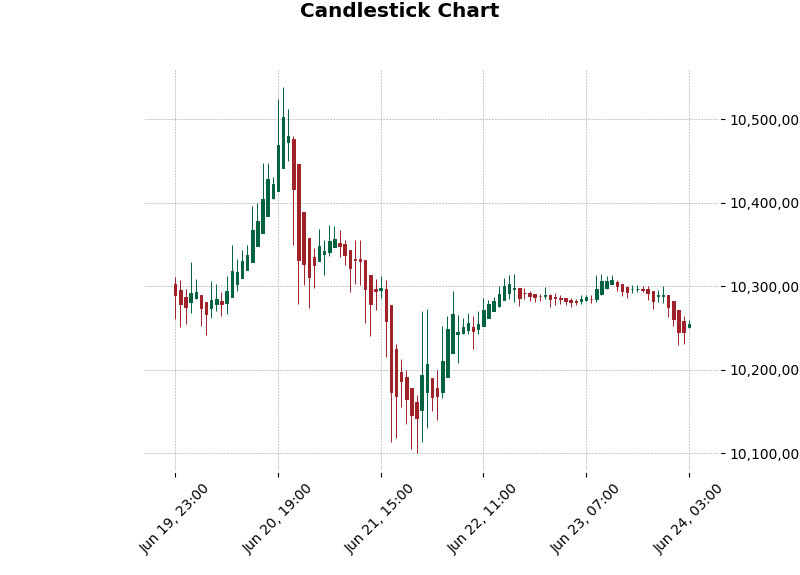 Candlestick Chart
10,500,00
10,400,00
10,300,00
10,200,00
10,100,00
Jun 19, 23:00
Jun 20, 19:00
Jun 21, 15:00
Jun 22, 11:00
Jun 23, 07:00
Jun 24, 03:00